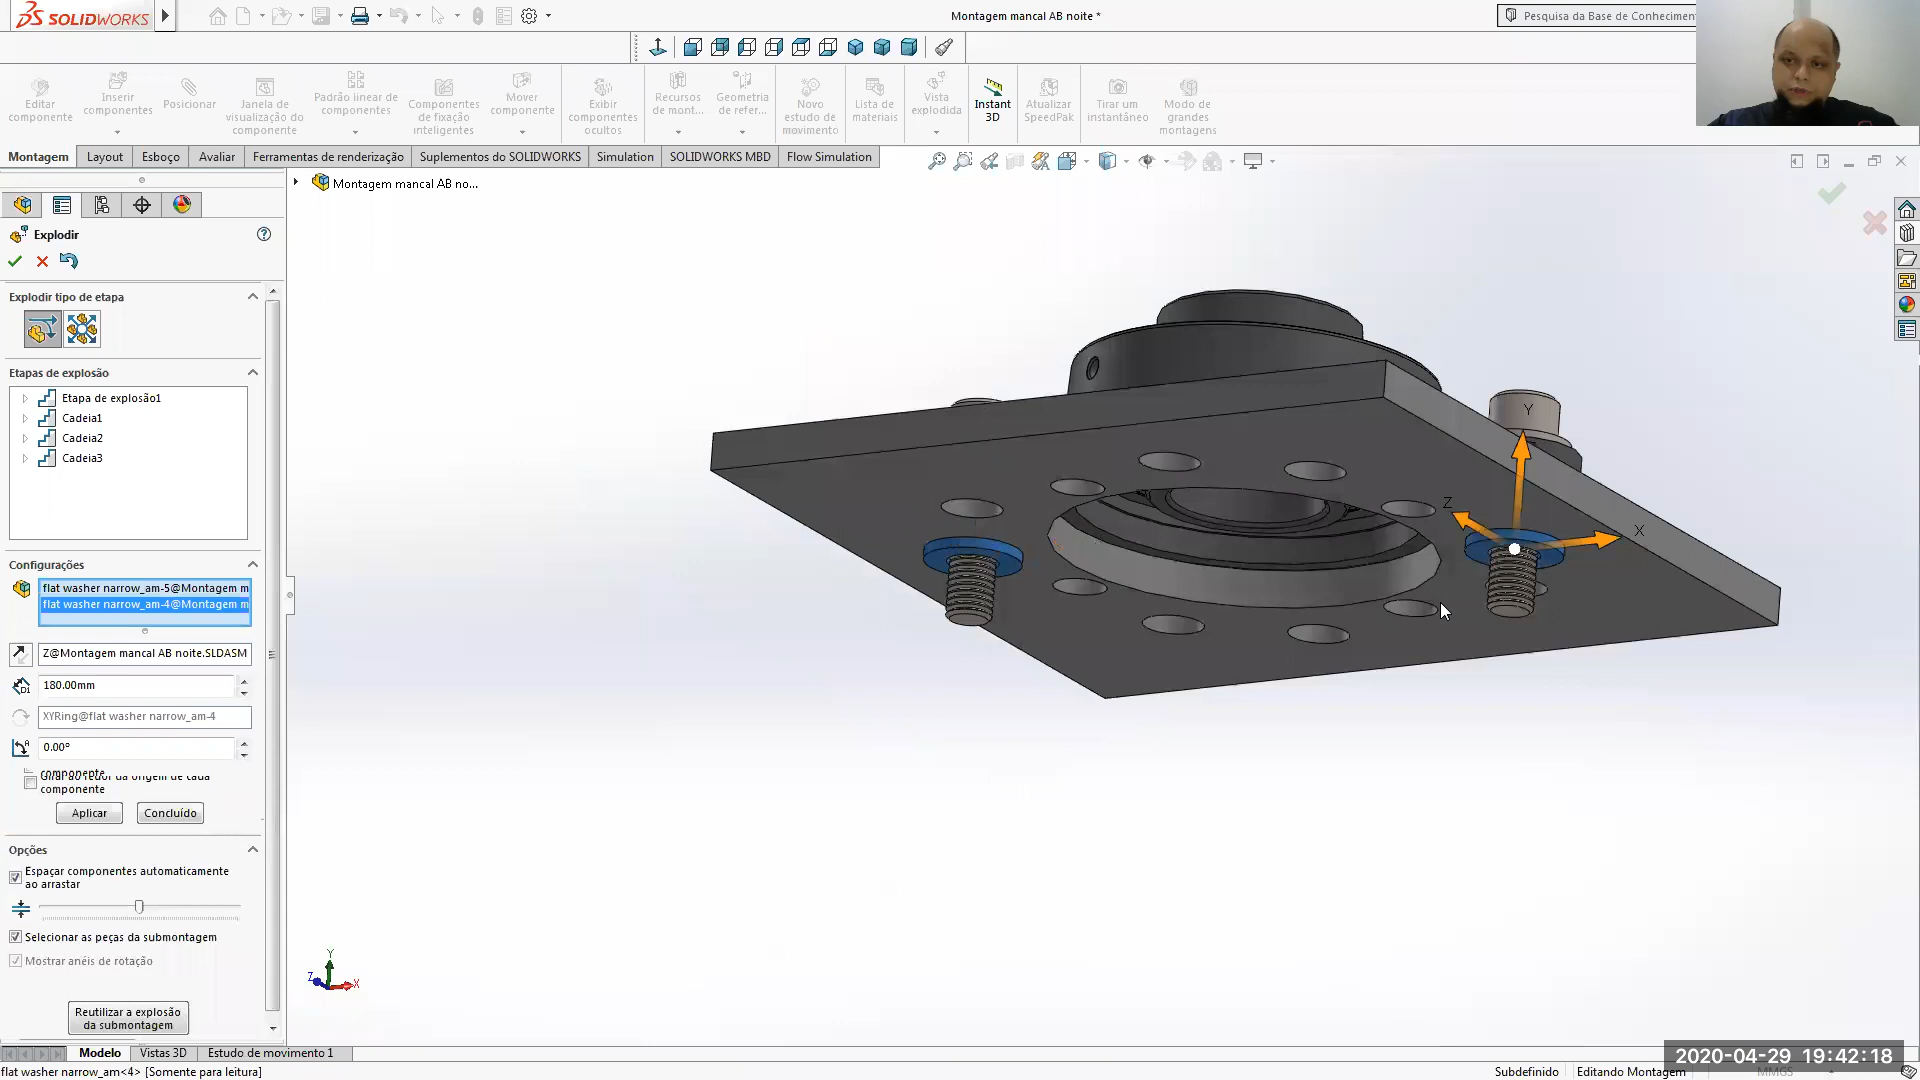 SOLIDWORKS
Montagem mancal AB noite *
Pesquisa da Base de Conhecimen
Editar componente
Inserir componentes
Posicionar
Janela de visualização do componente
Padrão linear de componentes
Componentes de fixação inteligentes
Mover componente
Exibir componentes ocultos
Recursos de mont...
Geometria de refer...
Novo estudo de movimento
Lista de materiais
Vista explodida
Instant 3D
Atualizar SpeedPak
Tirar um instantâneo
Modo de grandes montagens
Montagem
Layout
Esboço
Avaliar
Ferramentas de renderização
Suplementos do SOLIDWORKS
Simulation
SOLIDWORKS MBD
Flow Simulation
Montagem mancal AB no...
Explodir
Explodir tipo de etapa
Etapas de explosão
Etapa de explosão1
Cadeia1
Cadeia2
Cadeia3
Configurações
flat washer narrow_am-5@Montagem m
flat washer narrow_am-4@Montagem m
Z@Montagem mancal AB noite.SLDASM
180.00mm
XYRing@flat washer narrow_am-4
0.00°
componente
componente
Aplicar
Concluído
Opções
Espaçar componentes automaticamente
ao arrastar
Selecionar as peças da submontagem
Mostrar anéis de rotação
Reutilizar a explosão
da submontagem
Y
Z
X
Y
Z
X
Modelo
Vistas 3D
Estudo de movimento 1
2020-04-29 19:42:18
flat washer narrow_am<4> [Somente para leitura]
Subdefinido
Editando Montagem
MMGS